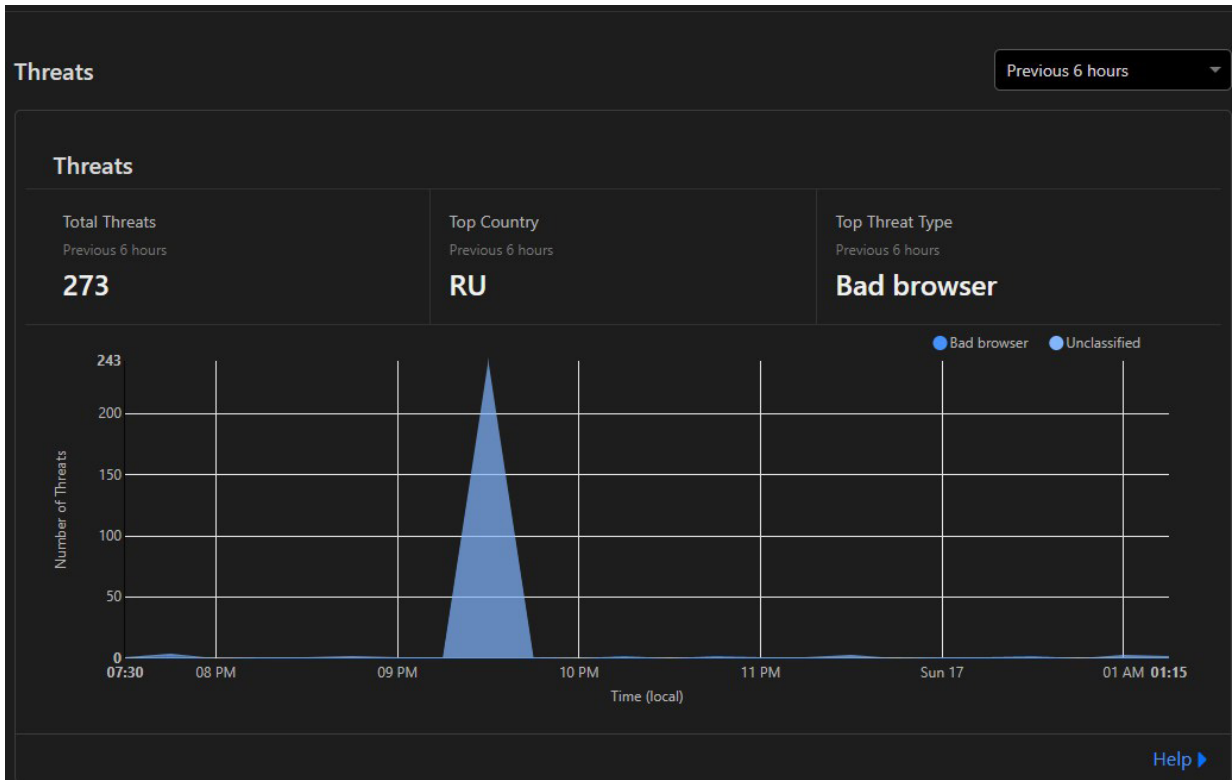 Threats
Previous 6 hours
Threats
Total Threats
Previous 6 hours
273
Top Country
Previous 6 hours
RU
Top Threat Type
Previous 6 hours
Bad browser
Bad browser Unclassified
243
200
150
100
50
0
Number of Threats
07:30 08 PM 09 PM 10 PM 11 PM Sun 17 01 AM 01:15
Time (local)
Help